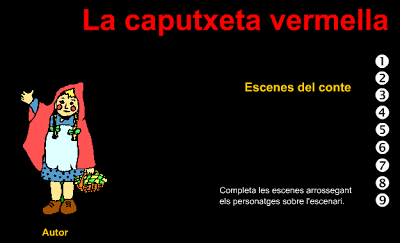 La caputxeta vermella
Escenes del conte
1
2
3
4
5
6
7
8
9
Completa les escenes arrossegant
els personatges sobre l'escenari.
Autor